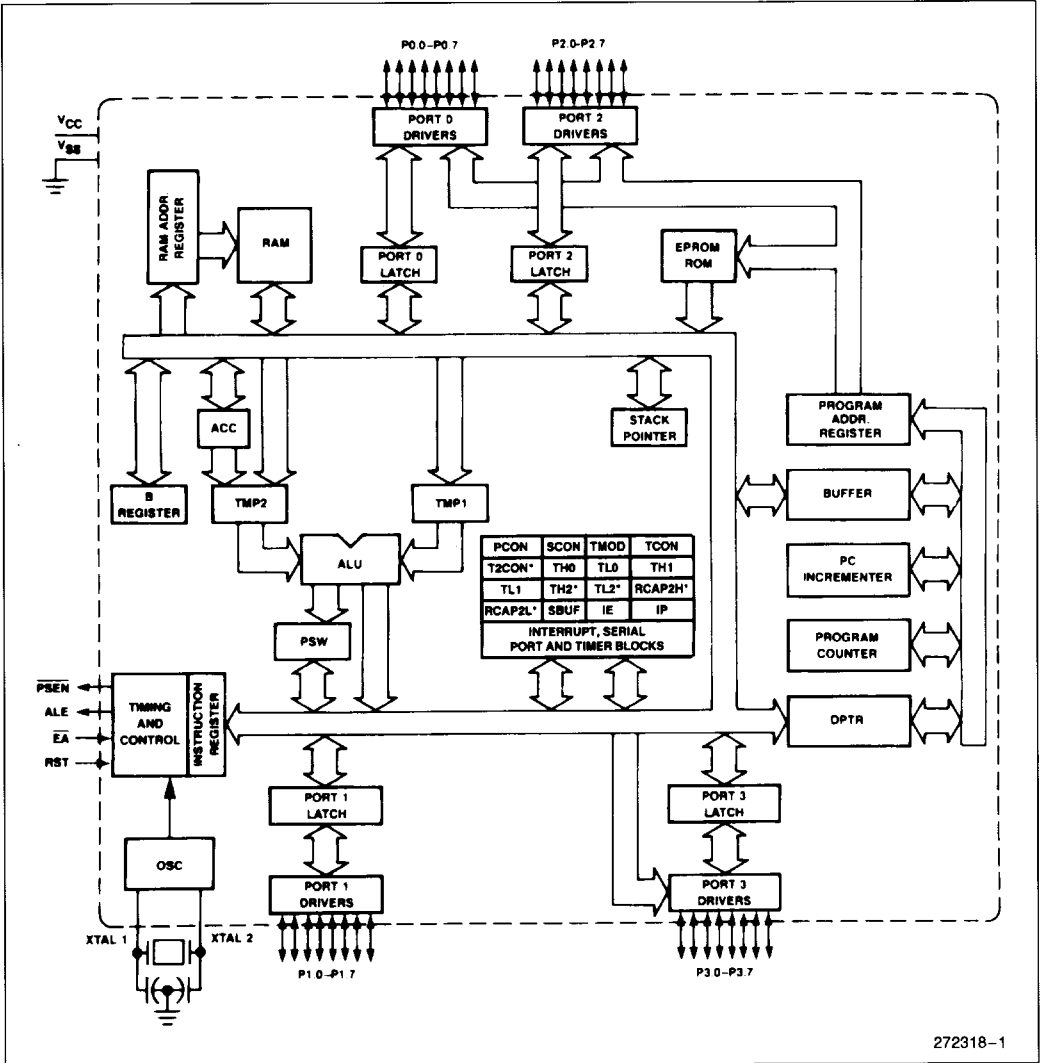 P0.0–P0.7
P2.0–P2.7
VCC
VSS
PORT 0
DRIVERS
PORT 2
DRIVERS
RAM ADDR.
REGISTER
RAM
PORT 0
LATCH
PORT 2
LATCH
EPROM
ROM
ACC
STACK
POINTER
PROGRAM
ADDR.
REGISTER
B
REGISTER
TMP2
TMP1
BUFFER
ALU
PCON SCON TMOD TCON
T2CON* TH0 TL0 TH1
TL1 TH2* TL2* RCAP2H*
RCAP2L* SBUF IE IP
INTERRUPT, SERIAL
PORT AND TIMER BLOCKS
PC
INCREMENTER
PSW
PROGRAM
COUNTER
PSEN
ALE
EA
RST
TIMING
AND
CONTROL
INSTRUCTION
REGISTER
DPTR
PORT 1
LATCH
PORT 3
LATCH
OSC
PORT 1
DRIVERS
PORT 3
DRIVERS
XTAL 1
XTAL 2
P1.0–P1.7
P3.0–P3.7
272318–1